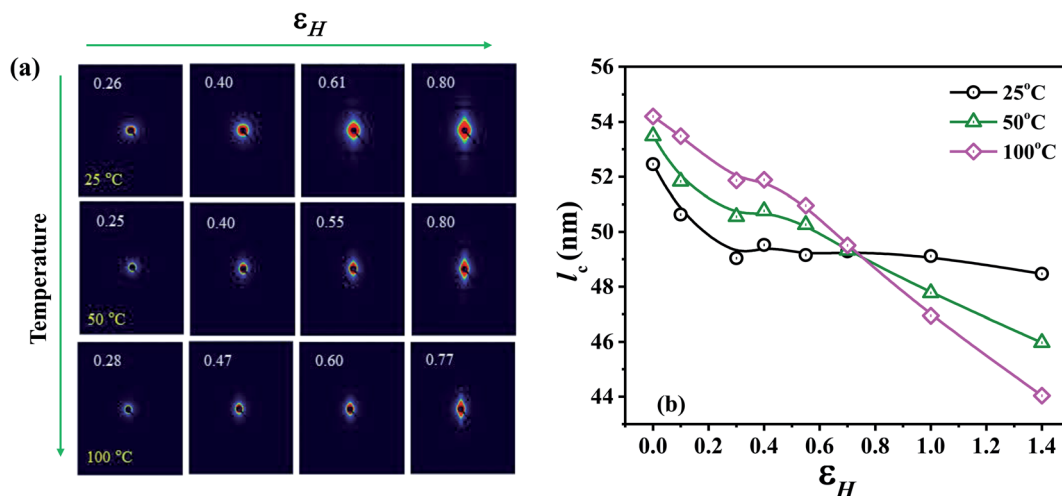 ε_H
(a)
0.26 0.40 0.61 0.80
25 °C
0.25 0.40 0.55 0.80
50 °C
0.28 0.47 0.60 0.77
100 °C
Temperature
56
54
52
50
48
46
44
l_c (nm)
25°C
50°C
100°C
(b)
0.0 0.2 0.4 0.6 0.8 1.0 1.2 1.4
ε_H